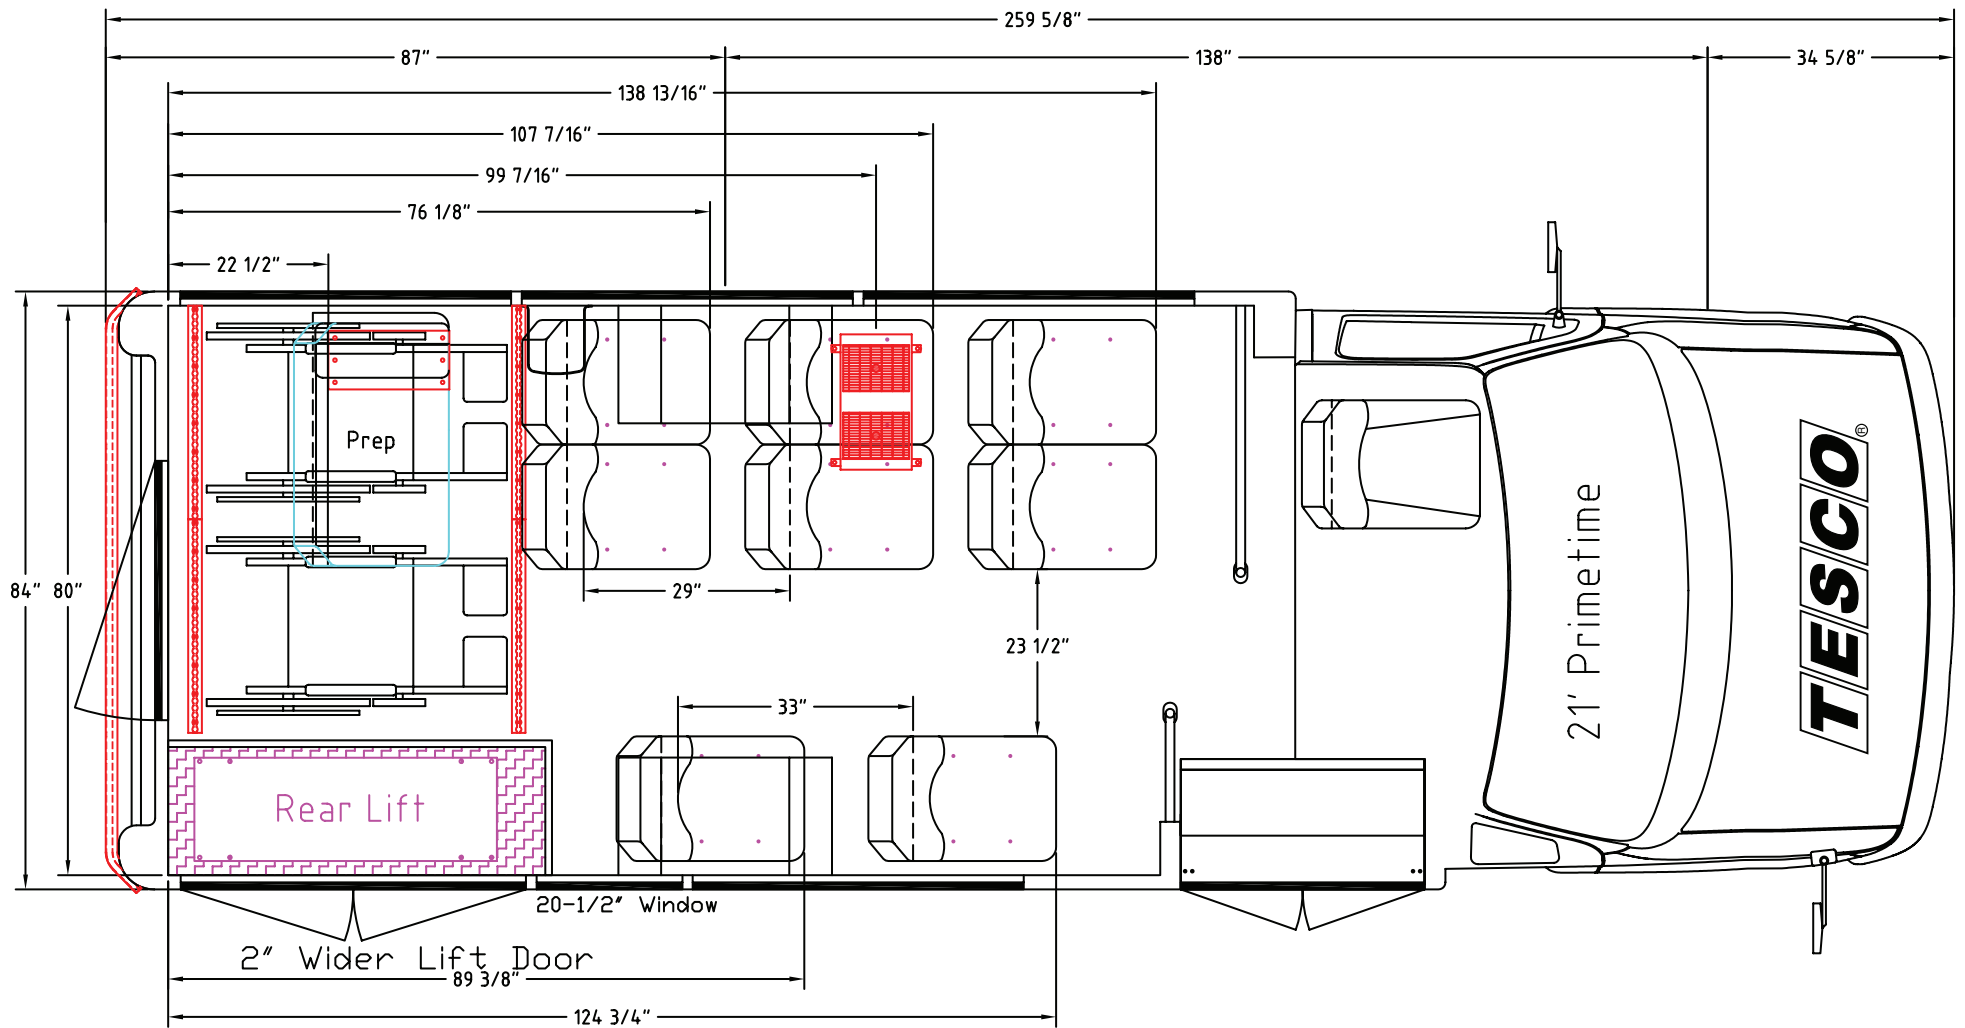 259 5/8"
87"
138"
34 5/8"
138 13/16"
107 7/16"
99 7/16"
76 1/8"
22 1/2"
Prep
84"
80"
29"
23 1/2"
33"
Rear Lift
21' Primetime
TESCO®
20-1/2" Window
2" Wider Lift Door
89 3/8"
124 3/4"